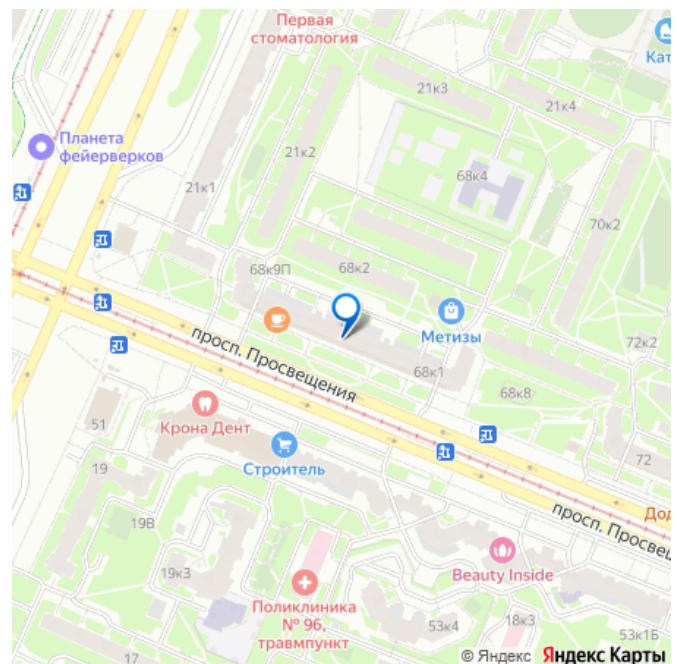 Первая
стоматология
Кат
21к3
21к4
Планета
фейерверков
21к2
68к4
21к1
70к2
68к9П
68к2
Метизы
просп. Просвещения
72к2
68к1
68к8
Крона Дент
51
Строитель
72
19
Дод
19В
просп. Просвещ
Beauty Inside
19к3
Поликлиника
№ 96,
травмпункт
53к4
18к3
53к1Б
17
© Яндекс Яндекс Карты